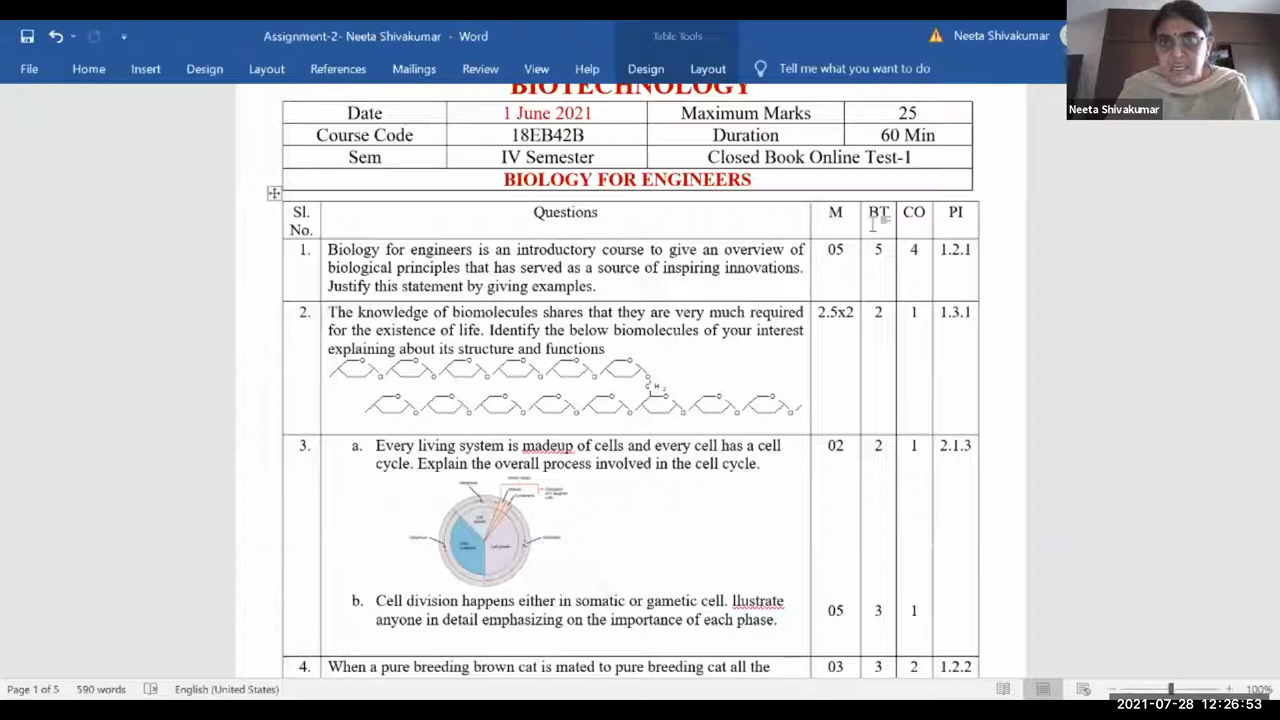 Assignment-2- Neeta Shivakumar - Word
Table Tools
Neeta Shivakumar
File Home Insert Design Layout References Mailings Review View Help Design Layout Tell me what you want to do
Neeta Shivakumar
BIOTECHNOLOGY
Date 1 June 2021 Maximum Marks 25
Course Code 18EB42B Duration 60 Min
Sem IV Semester Closed Book Online Test-1
BIOLOGY FOR ENGINEERS
Sl. No. Questions M BT CO PI
1. Biology for engineers is an introductory course to give an overview of 05 5 4 1.2.1
biological principles that has served as a source of inspiring innovations.
Justify this statement by giving examples.
2. The knowledge of biomolecules shares that they are very much required 2.5x2 2 1 1.3.1
for the existence of life. Identify the below biomolecules of your interest
explaining about its structure and functions
3. a. Every living system is madeup of cells and every cell has a cell 02 2 1 2.1.3
cycle. Explain the overall process involved in the cell cycle.
b. Cell division happens either in somatic or gametic cell. Ilustrate 05 3 1
anyone in detail emphasizing on the importance of each phase.
4. When a pure breeding brown cat is mated to pure breeding cat all the 03 3 2 1.2.2
Page 1 of 5 590 words English (United States) 100%
2021-07-28 12:26:53